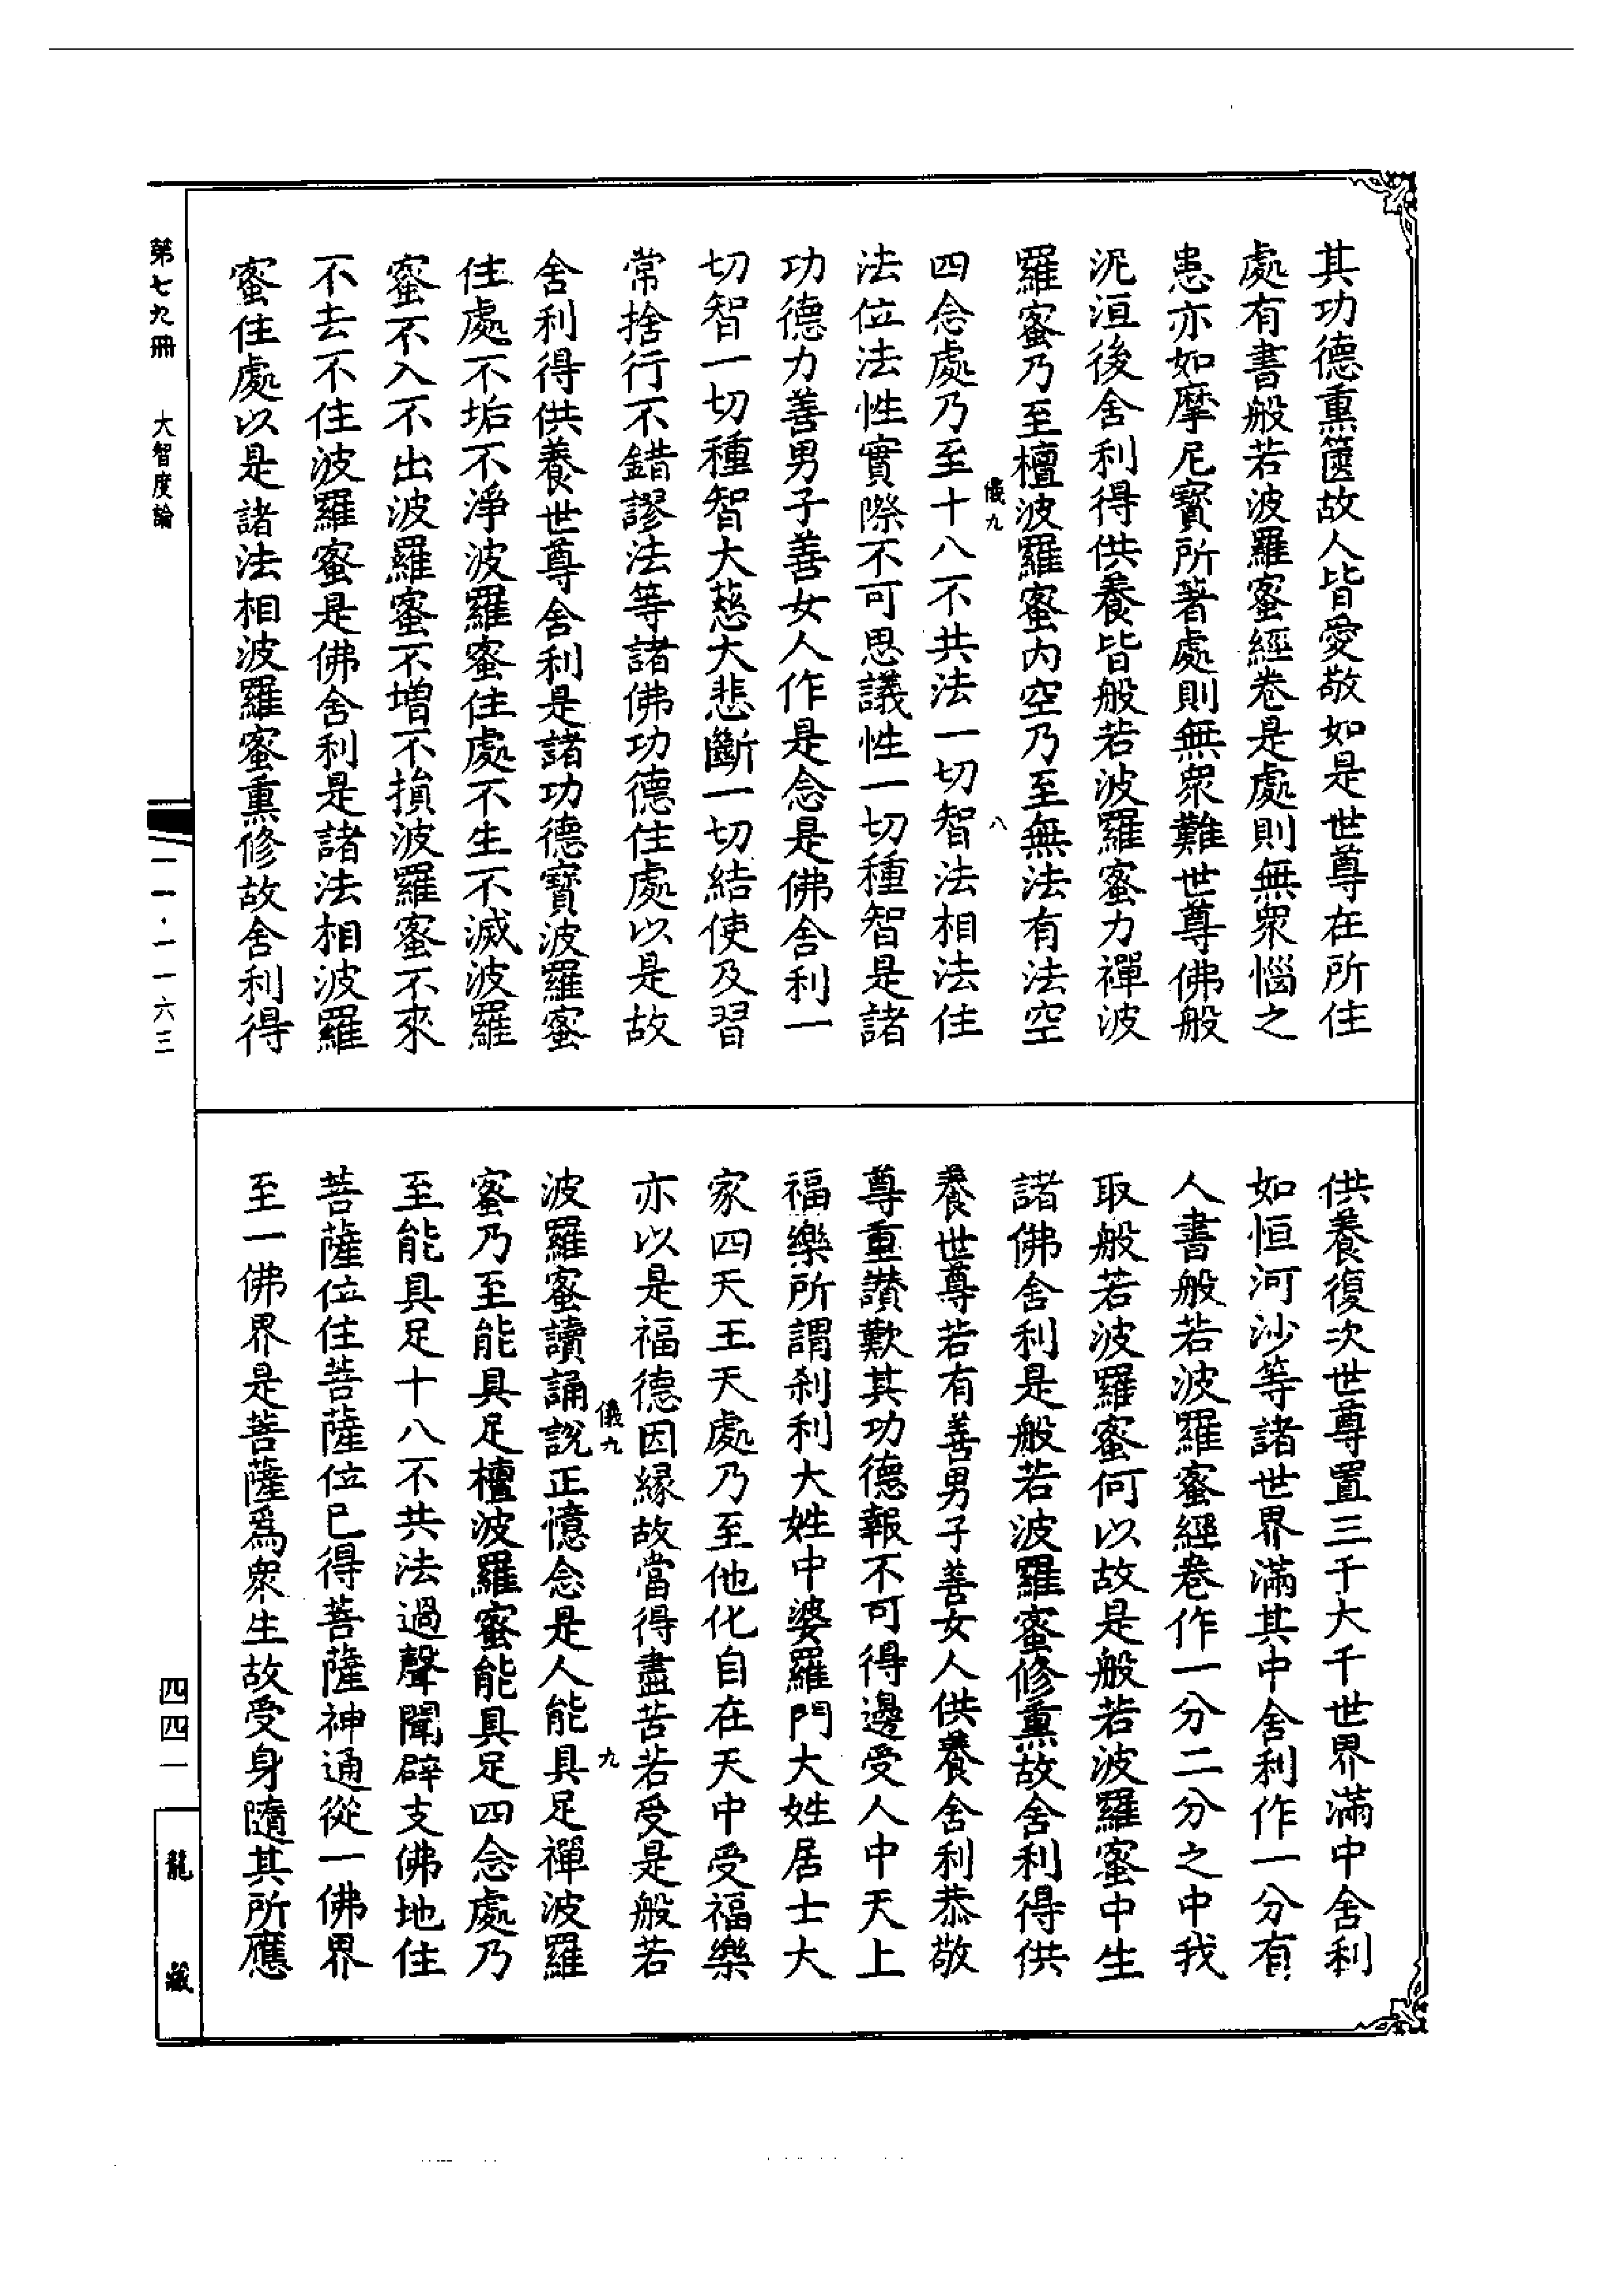 其功德熏篋故人皆愛敬如是世尊在所住
處有書般若波羅蜜經卷是處則無衆惱之
患亦如摩尼寶所著處則無衆難世尊佛般
泥洹後舍利得供養皆般若波羅蜜力禪波
羅蜜乃至檀波羅蜜内空乃至無法有法空
儀九 八
四念處乃至十八不共法一切智法相法住
法位法性實際不可思議性一切種智是諸
功德力善男子善女人作是念是佛舍利一
切智一切種智大慈大悲斷一切結使及習
常捨行不錯謬法等諸佛功德住處以是故
舍利得供養世尊舍利是諸功德寶波羅蜜
住處不垢不淨波羅蜜住處不生不滅波羅
蜜不入不出波羅蜜不增不損波羅蜜不來
不去不住波羅蜜是佛舍利是諸法相波羅
蜜住處以是諸法相波羅蜜熏修故舍利得
供養復次世尊置三千大千世界滿中舍利
如恒河沙等諸世界滿其中舍利作一分有
人書般若波羅蜜經卷作一分二分之中我
取般若波羅蜜何以故是般若波羅蜜中生
諸佛舍利是般若波羅蜜修熏故舍利得供
養世尊若有善男子善女人供養舍利恭敬
尊重讚歎其功德報不可得邊受人中天上
福樂所謂刹利大姓中婆羅門大姓居士大
家四天王天處乃至他化自在天中受福樂
亦以是福德因緣故當得盡苦若受是般若
儀九 九
波羅蜜讀誦說正憶念是人能具足禪波羅
蜜乃至能具足檀波羅蜜能具足四念處乃
至能具足十八不共法過聲聞辟支佛地住
菩薩位住菩薩位已得菩薩神通從一佛界
至一佛界是菩薩爲衆生故受身隨其所應
第七九冊 大智度論
一一·一一六三
四四一
龍藏